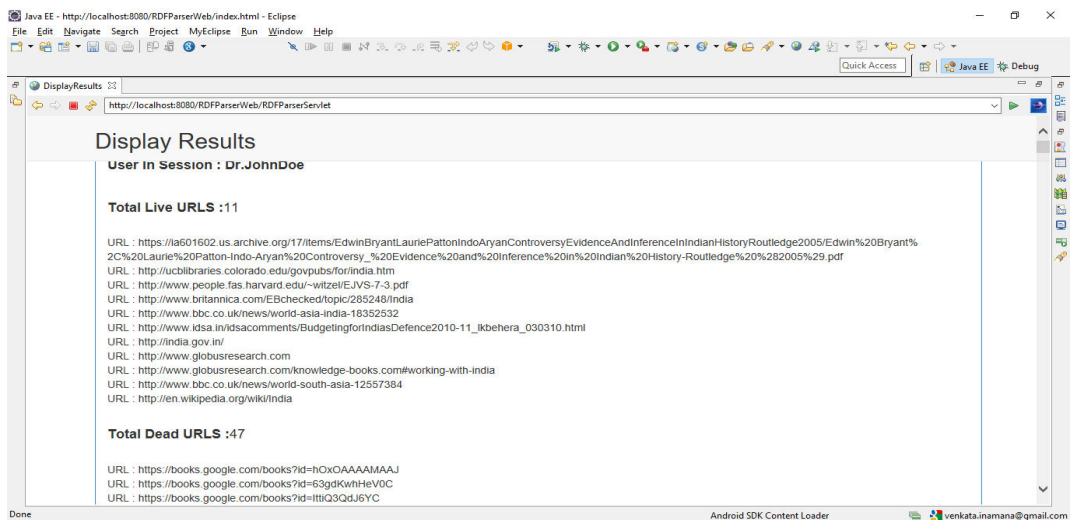 Java EE - http://localhost:8080/RDFParserWeb/index.html - Eclipse
File Edit Navigate Search Project MyEclipse Run Window Help
Quick Access
Java EE
Debug
DisplayResults
http://localhost:8080/RDFParserWeb/RDFParserServlet
Display Results
User In Session : Dr.JohnDoe
Total Live URLS :11
URL : https://ia601602.us.archive.org/17/items/EdwinBryantLauriePattonIndoAryanControversyEvidenceAndInferenceInIndianHistoryRoutledge2005/Edwin%20Bryant%
2C%20Laurie%20Patton-Indo-Aryan%20Controversy_%20Evidence%20and%20Inference%20in%20Indian%20History-Routledge%20%282005%29.pdf
URL : http://ucblibraries.colorado.edu/govpubs/for/india.htm
URL : http://www.people.fas.harvard.edu/~witzel/EJVS-7-3.pdf
URL : http://www.britannica.com/EBchecked/topic/285248/India
URL : http://www.bbc.co.uk/news/world-asia-india-18352532
URL : http://www.idsa.in/idsacomments/BudgetingforIndiasDefence2010-11_lkbehera_030310.html
URL : http://india.gov.in/
URL : http://www.globusresearch.com
URL : http://www.globusresearch.com/knowledge-books.com#working-with-india
URL : http://www.bbc.co.uk/news/world-south-asia-12557384
URL : http://en.wikipedia.org/wiki/India
Total Dead URLS :47
URL : https://books.google.com/books?id=hOxOAAAAMAAJ
URL : https://books.google.com/books?id=63gdKwhHeV0C
URL : https://books.google.com/books?id=IttiQ3QdJ6YC
Done
Android SDK Content Loader
venkata.inamana@gmail.com